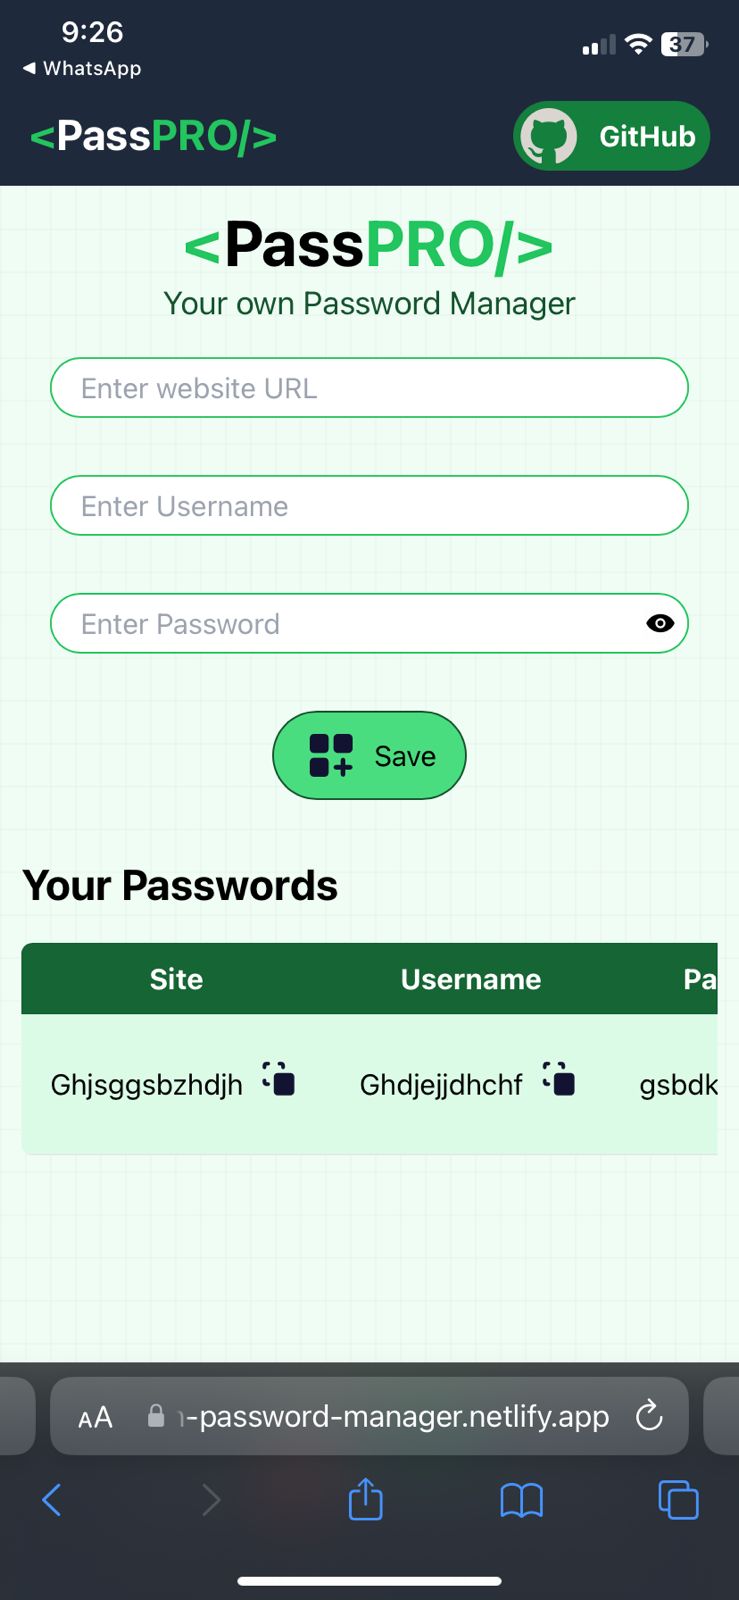 9:26
37
◀ WhatsApp
<PassPRO/>
GitHub
<PassPRO/>
Your own Password Manager
Enter website URL
Enter Username
Enter Password
Save
Your Passwords
Site Username Pa
Ghjsggsbzhdjh Ghdjejjdhchf gsbdk
AA -password-manager.netlify.app